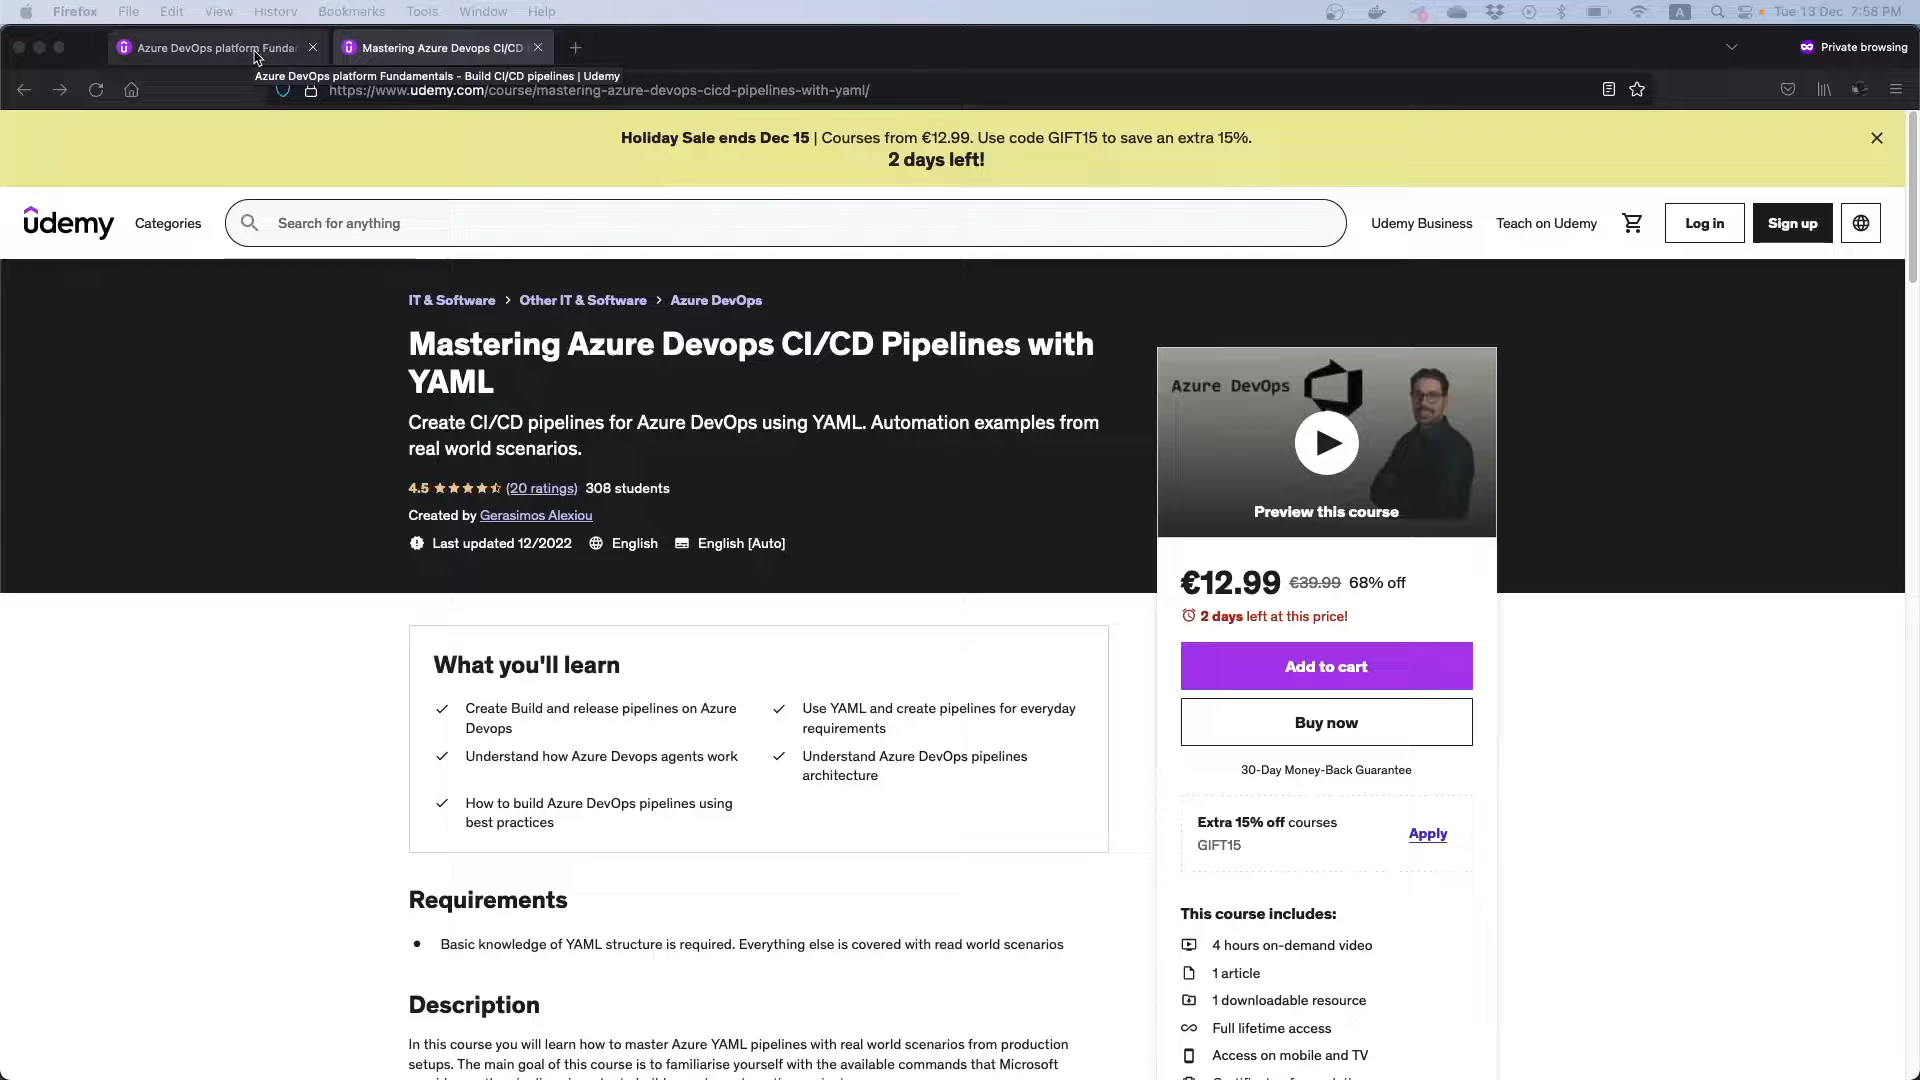 Firefox File Edit View History Bookmarks Tools Window Help
A
Tue 13 Dec 7:58 PM
Azure DevOps platform Funda
Mastering Azure Devops CI/CD
Private browsing
Azure DevOps platform Fundamentals - Build CI/CD pipelines | Udemy
https://www.udemy.com/course/mastering-azure-devops-cicd-pipelines-with-yaml/
Holiday Sale ends Dec 15 | Courses from €12.99. Use code GIFT15 to save an extra 15%.
2 days left!
udemy
Categories
Search for anything
Udemy Business
Teach on Udemy
Log in
Sign up
IT & Software > Other IT & Software > Azure DevOps
Mastering Azure Devops CI/CD Pipelines with
YAML
Create CI/CD pipelines for Azure DevOps using YAML. Automation examples from
real world scenarios.
4.5 (20 ratings) 308 students
Created by Gerasimos Alexiou
Last updated 12/2022 English English [Auto]
Azure DevOps
Preview this course
€12.99 €39.99 68% off
2 days left at this price!
Add to cart
Buy now
30-Day Money-Back Guarantee
Extra 15% off courses
GIFT15
Apply
This course includes:
4 hours on-demand video
1 article
1 downloadable resource
Full lifetime access
Access on mobile and TV
What you'll learn
Create Build and release pipelines on Azure
Devops
Use YAML and create pipelines for everyday
requirements
Understand how Azure Devops agents work
Understand Azure DevOps pipelines
architecture
How to build Azure DevOps pipelines using
best practices
Requirements
Basic knowledge of YAML structure is required. Everything else is covered with read world scenarios
Description
In this course you will learn how to master Azure YAML pipelines with real world scenarios from production
setups. The main goal of this course is to familiarise yourself with the available commands that Microsoft